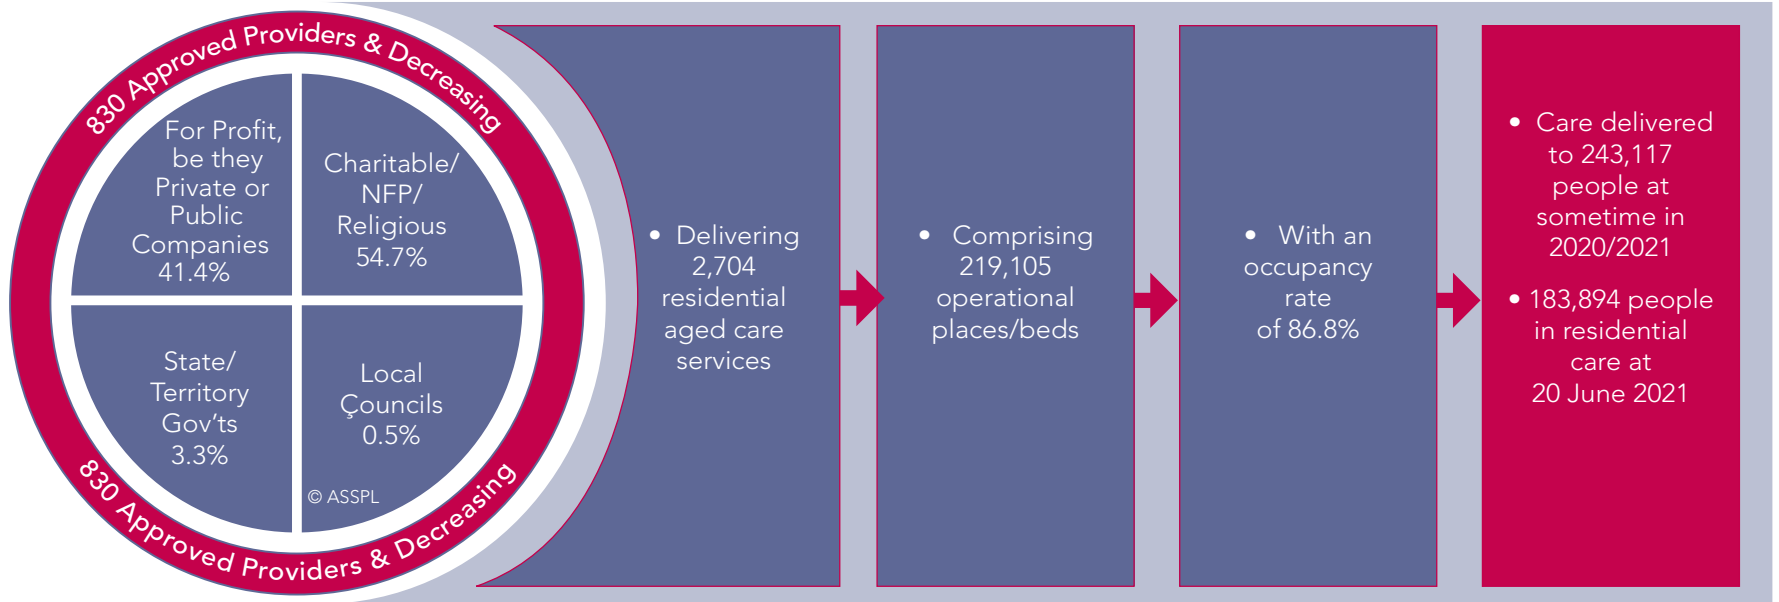 830 Approved Providers & Decreasing
For Profit,
be they
Private or
Public
Companies
41.4%
Charitable/
NFP/
Religious
54.7%
State/
Territory
Gov'ts
3.3%
Local
Çouncils
0.5%
© ASSPL
830 Approved Providers & Decreasing
• Delivering
2,704
residential
aged care
services
• Comprising
219,105
operational
places/beds
• With an
occupancy
rate
of 86.8%
• Care delivered
to 243,117
people at
sometime in
2020/2021
• 183,894 people
in residential
care at
20 June 2021